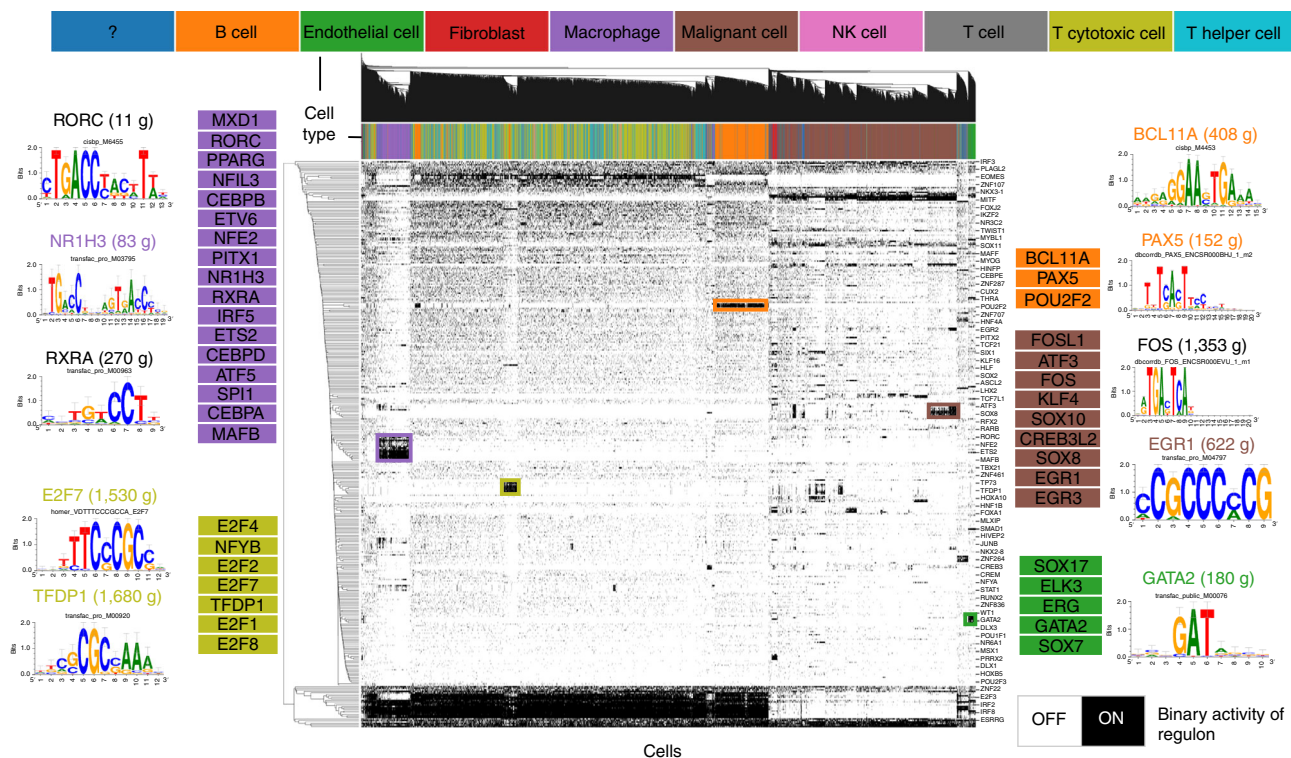 ?
B cell
Endothelial cell
Fibroblast
Macrophage
Malignant cell
NK cell
T cell
T cytotoxic cell
T helper cell
Cell
type
RORC (11 g)
cisbp_M6455
NR1H3 (83 g)
transfac_pro_M03795
RXRA (270 g)
transfac_pro_M00963
E2F7 (1,530 g)
homer_VDTTTCCCGCCA_E2F7
TFDP1 (1,680 g)
transfac_pro_M00920
MXD1
RORC
PPARG
NFIL3
CEBPB
ETV6
NFE2
PITX1
NR1H3
RXRA
IRF5
ETS2
CEBPD
ATF5
SPI1
CEBPA
MAFB
E2F4
NFYB
E2F2
E2F7
TFDP1
E2F1
E2F8
IRF3
PLAGL2
EOMES
ZNF107
NKX3-1
MITF
FOXJ2
IKZF2
NR3C2
TWIST1
MYBL1
SOX11
MAFF
MYOG
HINFP
CEBPE
ZNF287
CUX2
THRA
POU2F2
ZNF707
HNF4A
EGR2
PITX2
TCF21
SIX1
KLF16
HLF
SOX2
ASCL2
LHX2
TCF7L1
ATF3
SOX8
RFX2
RARB
RORC
NFE2
ETS2
MAFB
TBX21
ZNF461
TP73
TFDP1
HOXA10
HNF1B
FOXA1
MLXIP
SMAD1
HIVEP2
JUNB
NKX2-8
ZNF264
CREB3
CREM
NFYA
STAT1
RUNX2
ZNF836
WT1
GATA2
DLX3
POU1F1
NR6A1
MSX1
PRRX2
DLX1
HOXB5
POU2F3
ZNF22
E2F3
IRF2
IRF8
ESRRG
Cells
BCL11A
PAX5
POU2F2
FOSL1
ATF3
FOS
KLF4
SOX10
CREB3L2
SOX8
EGR1
EGR3
SOX17
ELK3
ERG
GATA2
SOX7
BCL11A (408 g)
cisbp_M4453
PAX5 (152 g)
dbcorrdb_PAX5_ENCSR000BHJ_1_m2
FOS (1,353 g)
dbcorrdb_FOS_ENCSR000EVU_1_m1
EGR1 (622 g)
transfac_pro_M04797
GATA2 (180 g)
transfac_public_M00076
OFF
ON
Binary activity of
regulon